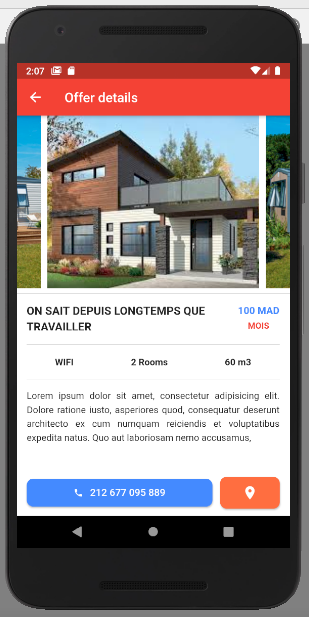 2:07
Offer details
ON SAIT DEPUIS LONGTEMPS QUE
TRAVAILLER
100 MAD
MOIS
WIFI
2 Rooms
60 m3
Lorem ipsum dolor sit amet, consectetur adipisicing elit.
Dolore ratione iusto, asperiores quod, consequatur deserunt
architecto ex cum numquam reiciendis et voluptatibus
expedita natus. Quo aut laboriosam nemo accusamus,
212 677 095 889